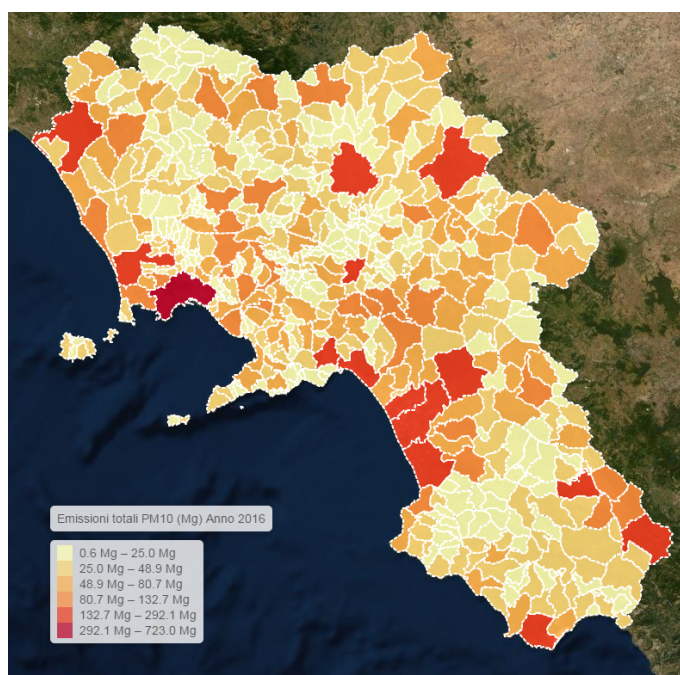 Emissioni totali PM10 (Mg) Anno 2016
0.6 Mg – 25.0 Mg
25.0 Mg – 48.9 Mg
48.9 Mg – 80.7 Mg
80.7 Mg – 132.7 Mg
132.7 Mg – 292.1 Mg
292.1 Mg – 723.0 Mg